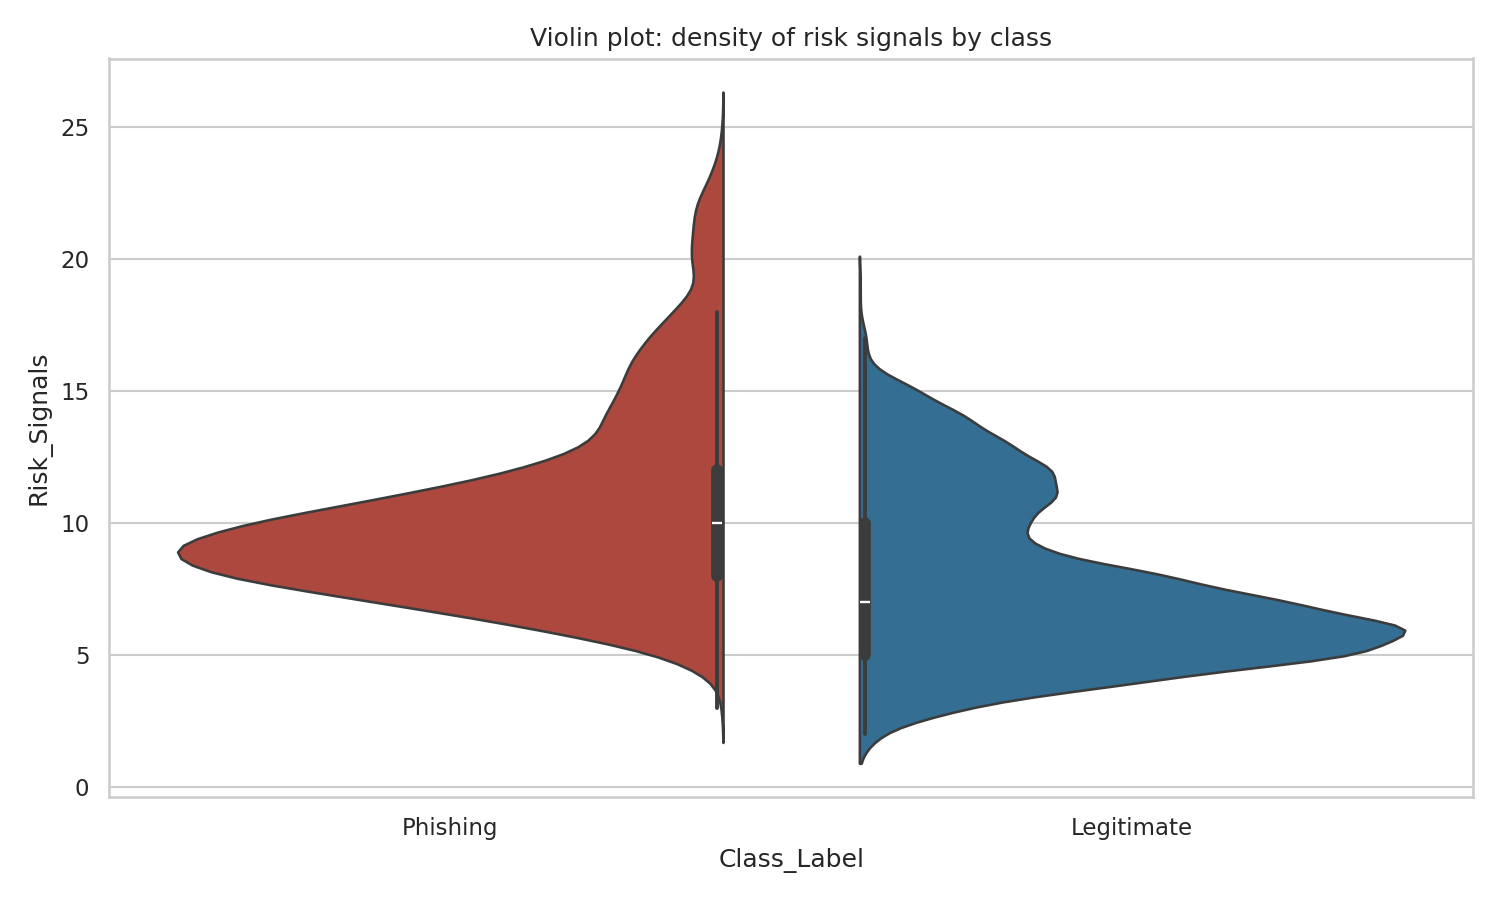 Violin plot: density of risk signals by class
Risk_Signals
25
20
15
10
5
0
Phishing
Legitimate
Class_Label